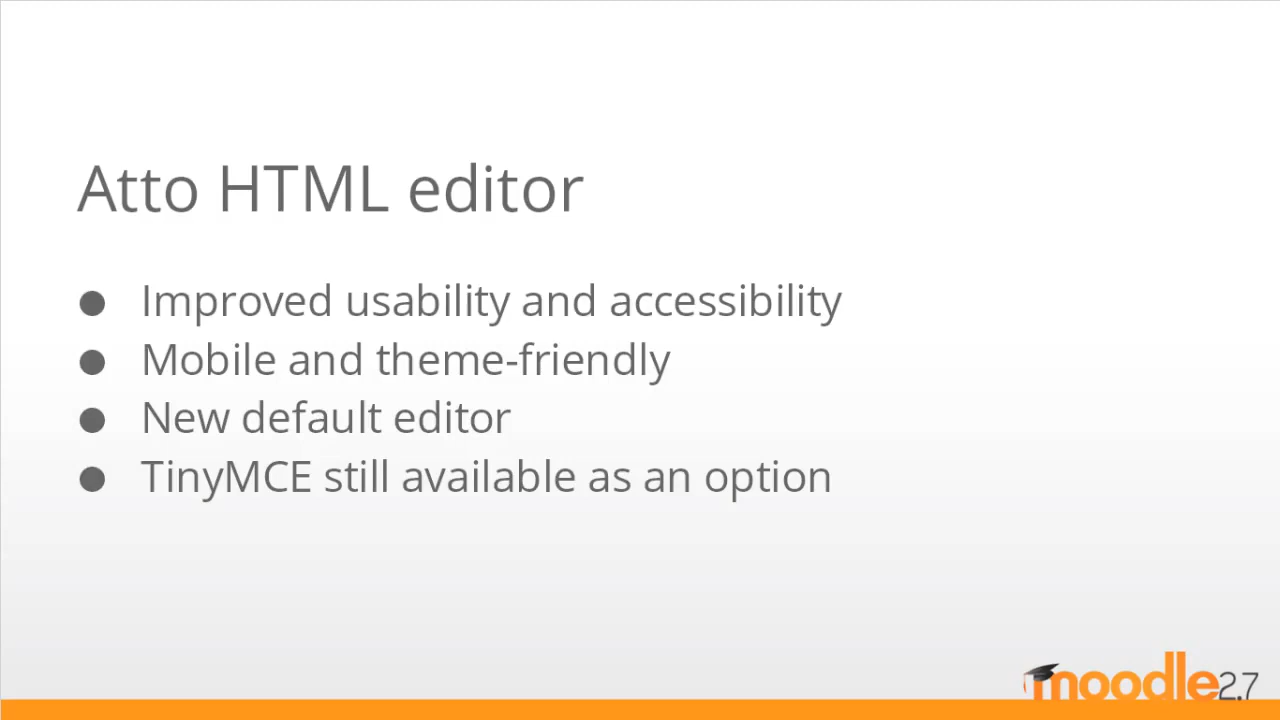 Atto HTML editor
● Improved usability and accessibility
● Mobile and theme-friendly
● New default editor
● TinyMCE still available as an option
moodle2.7